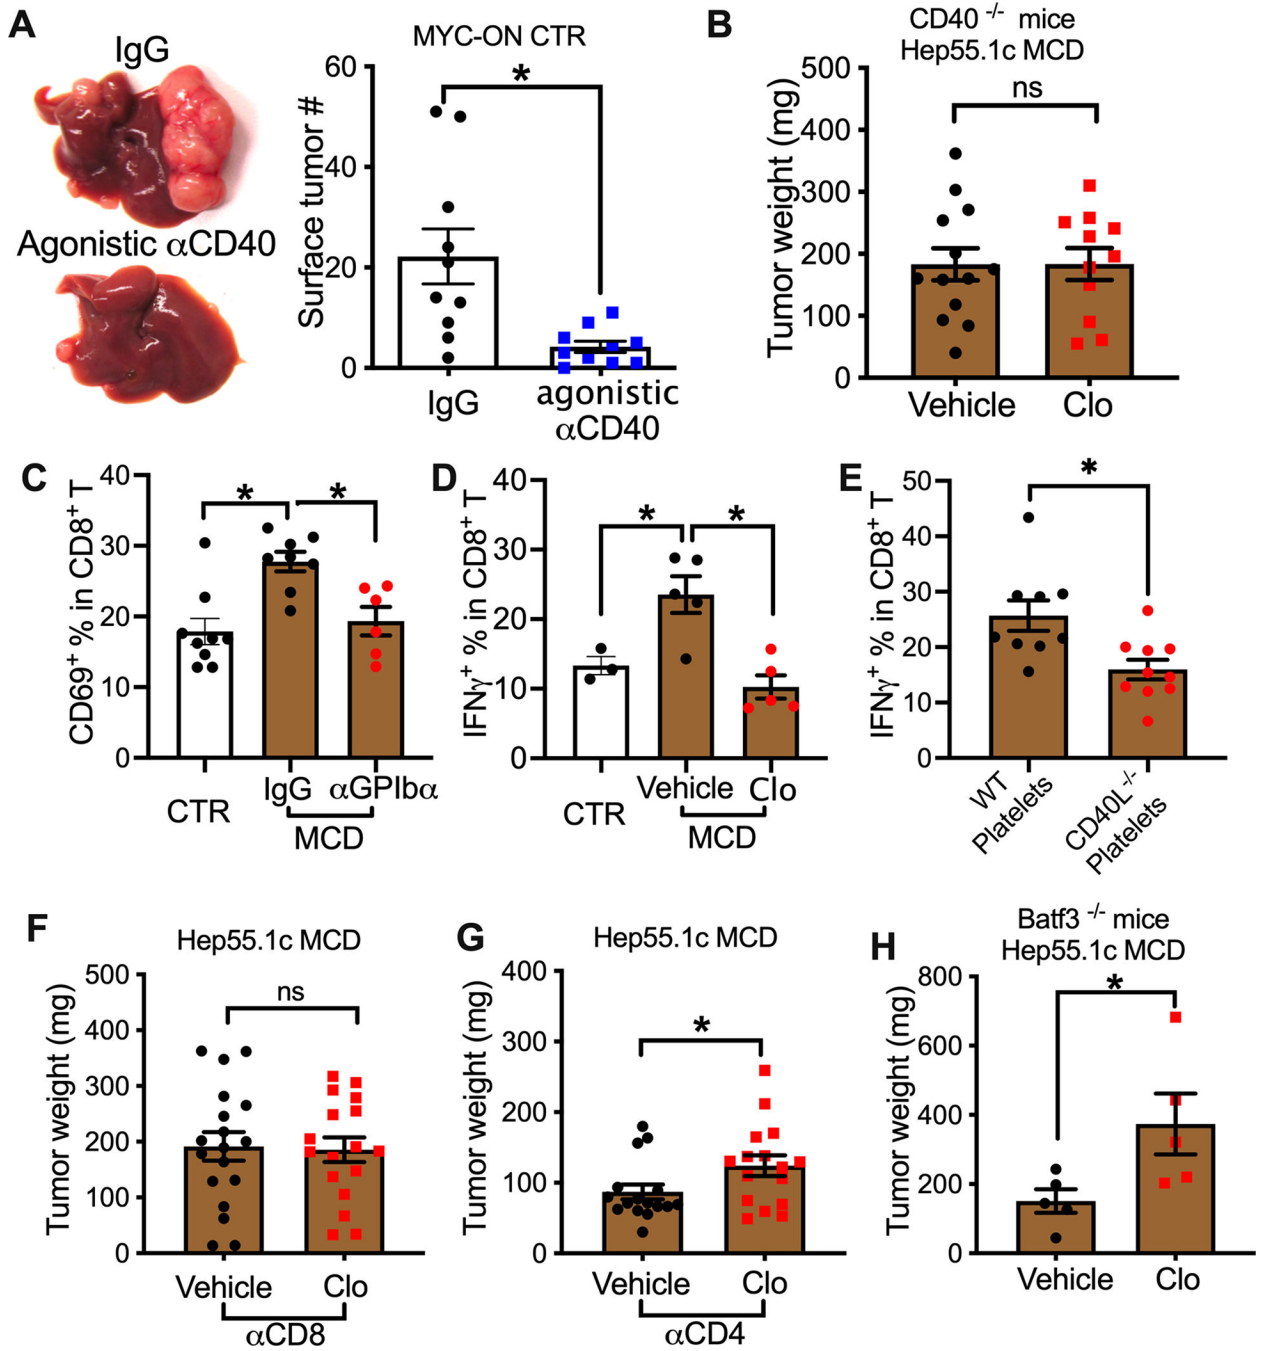 A
IgG
Agonistic αCD40
MYC-ON CTR
Surface tumor #
60
40
20
0
*
IgG
agonistic
αCD40
B
CD40 -/- mice
Hep55.1c MCD
Tumor weight (mg)
500
400
300
200
100
0
ns
Vehicle
Clo
C
CD69+ % in CD8+ T
40
30
20
10
0
*
*
CTR
IgG
αGPIbα
MCD
D
IFNγ+ % in CD8+ T
40
30
20
10
0
*
*
CTR
Vehicle
Clo
MCD
E
IFNγ+ % in CD8+ T
50
40
30
20
10
0
*
WT
Platelets
CD40L-/-
Platelets
F
Hep55.1c MCD
Tumor weight (mg)
500
400
300
200
100
0
ns
Vehicle
Clo
αCD8
G
Hep55.1c MCD
Tumor weight (mg)
400
300
200
100
0
*
Vehicle
Clo
αCD4
H
Batf3 -/- mice
Hep55.1c MCD
Tumor weight (mg)
800
600
400
200
0
*
Vehicle
Clo